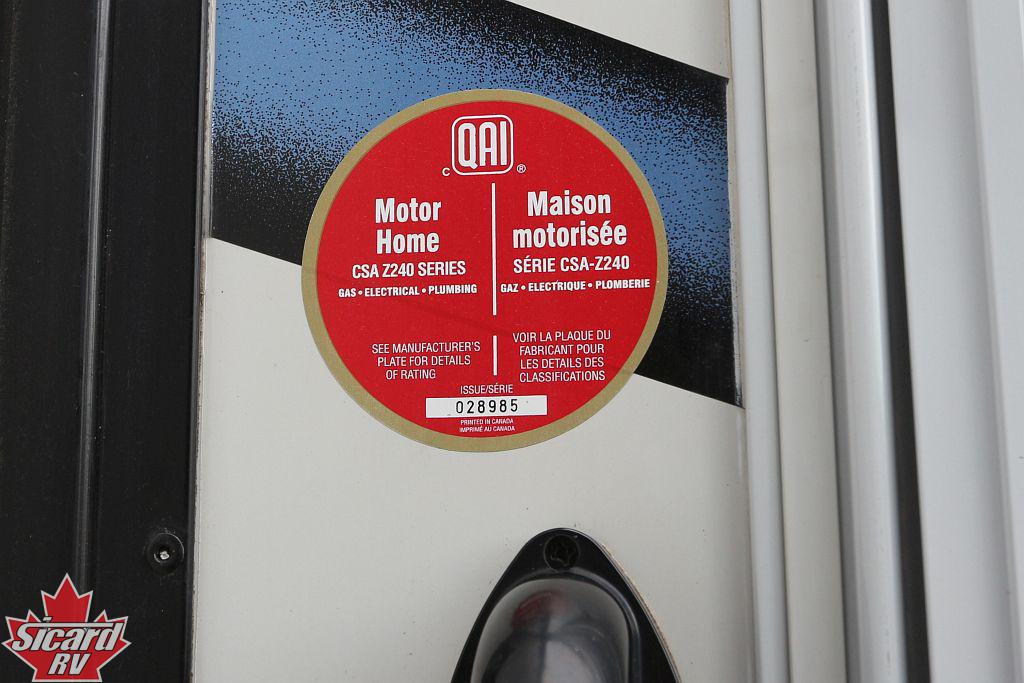 QAI
C ®
Motor
Home
CSA Z240 SERIES
GAS • ELECTRICAL • PLUMBING
Maison
motorisée
SÉRIE CSA-Z240
GAZ • ELECTRIQUE • PLOMBERIE
SEE MANUFACTURER'S
PLATE FOR DETAILS
OF RATING
VOIR LA PLAQUE DU
FABRICANT POUR
LES DETAILS DES
CLASSIFICATIONS
ISSUE/SÉRIE
028985
PRINTED IN CANADA
IMPRIMÉ AU CANADA
Sicard
RV